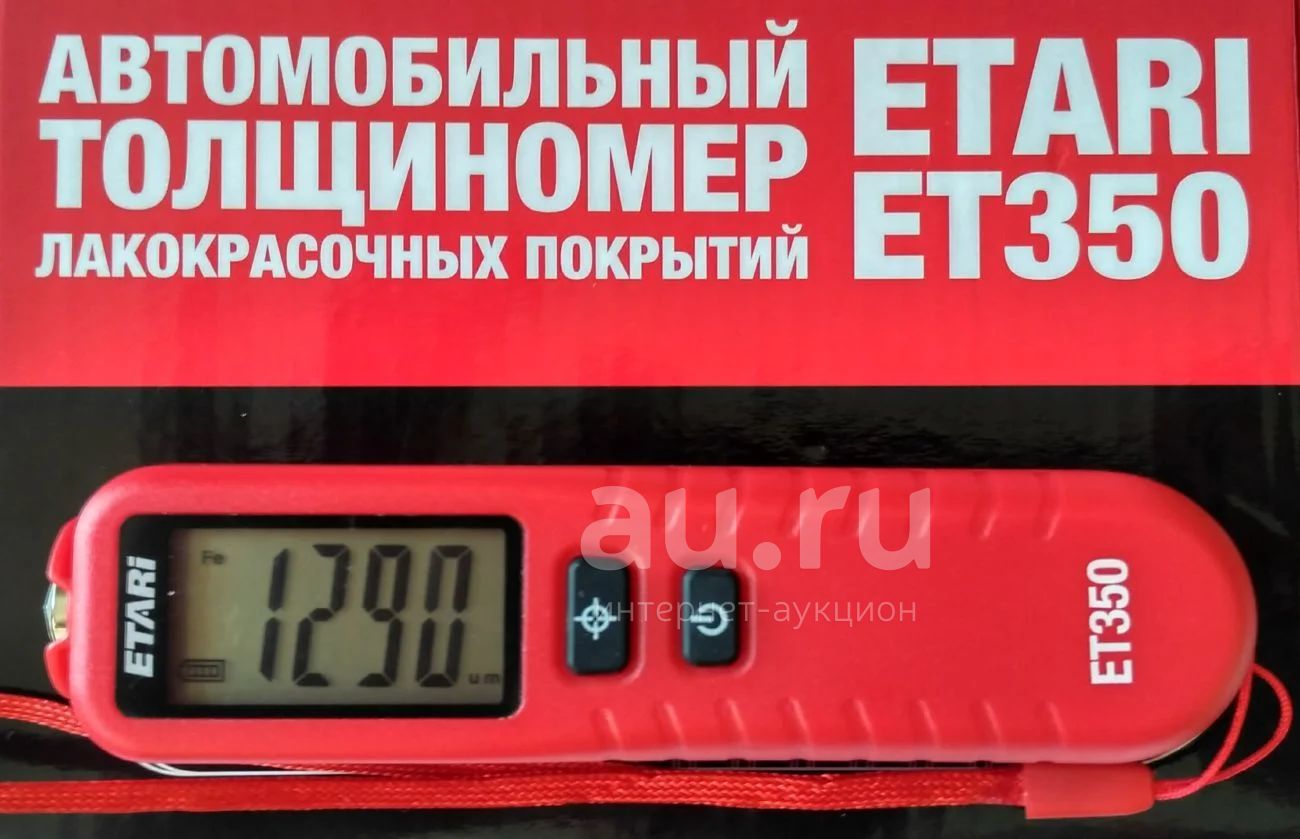 АВТОМОБИЛЬНЫЙ
ТОЛЩИНОМЕР
ЛАКОКРАСОЧНЫХ ПОКРЫТИЙ
ETARI
ET350
au.ru
интернет-аукцион
ETARi
Fe
1290
um
ET350